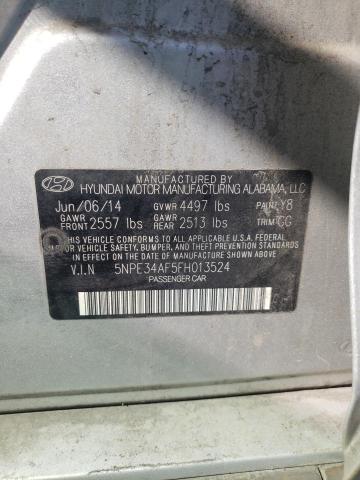 MANUFACTURED BY
HYUNDAI MOTOR MANUFACTURING ALABAMA, LLC
Jun/06/14 GVWR 4497 lbs PAINT Y8
GAWR FRONT 2557 lbs GAWR REAR 2513 lbs TRIM GG
THIS VEHICLE CONFORMS TO ALL APPLICABLE U.S.A. FEDERAL
MOTOR VEHICLE SAFETY, BUMPER, AND THEFT PREVENTION
STANDARDS IN EFFECT ON THE DATE OF MANUFACTURE SHOWN ABOVE.
V.I.N 5NPE34AF5FH013524
PASSENGER CAR